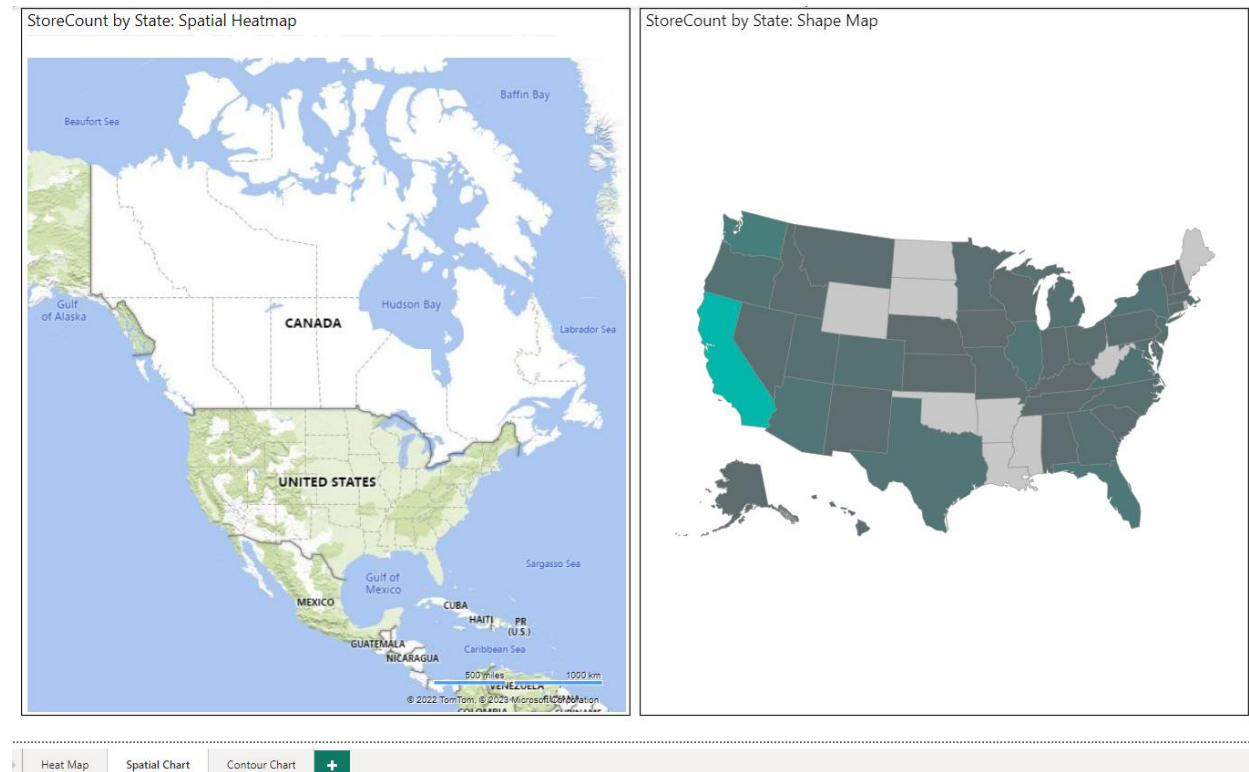 StoreCount by State: Spatial Heatmap
Baffin Bay
Beaufort Sea
Gulf
of Alaska
Hudson Bay
CANADA
Labrador Sea
UNITED STATES
Sargasso Sea
Gulf of
Mexico
MEXICO
CUBA
HAITI
PR
(U.S.)
GUATEMALA
Caribbean Sea
NICARAGUA
500 miles
1000 km
VENEZUELA
© 2022 TomTom, © 2023 Microsoft Corporation
COLOMBIA
SURINAME
StoreCount by State: Shape Map
Heat Map
Spatial Chart
Contour Chart
+